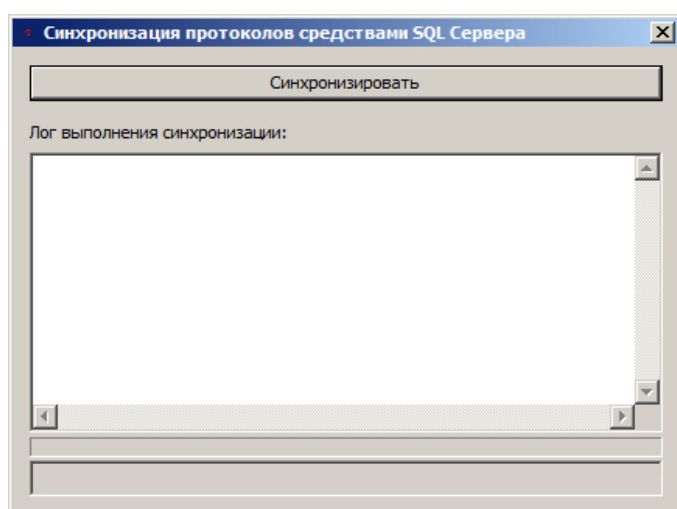 Синхронизация протоколов средствами SQL Сервера
Синхронизировать
Лог выполнения синхронизации: